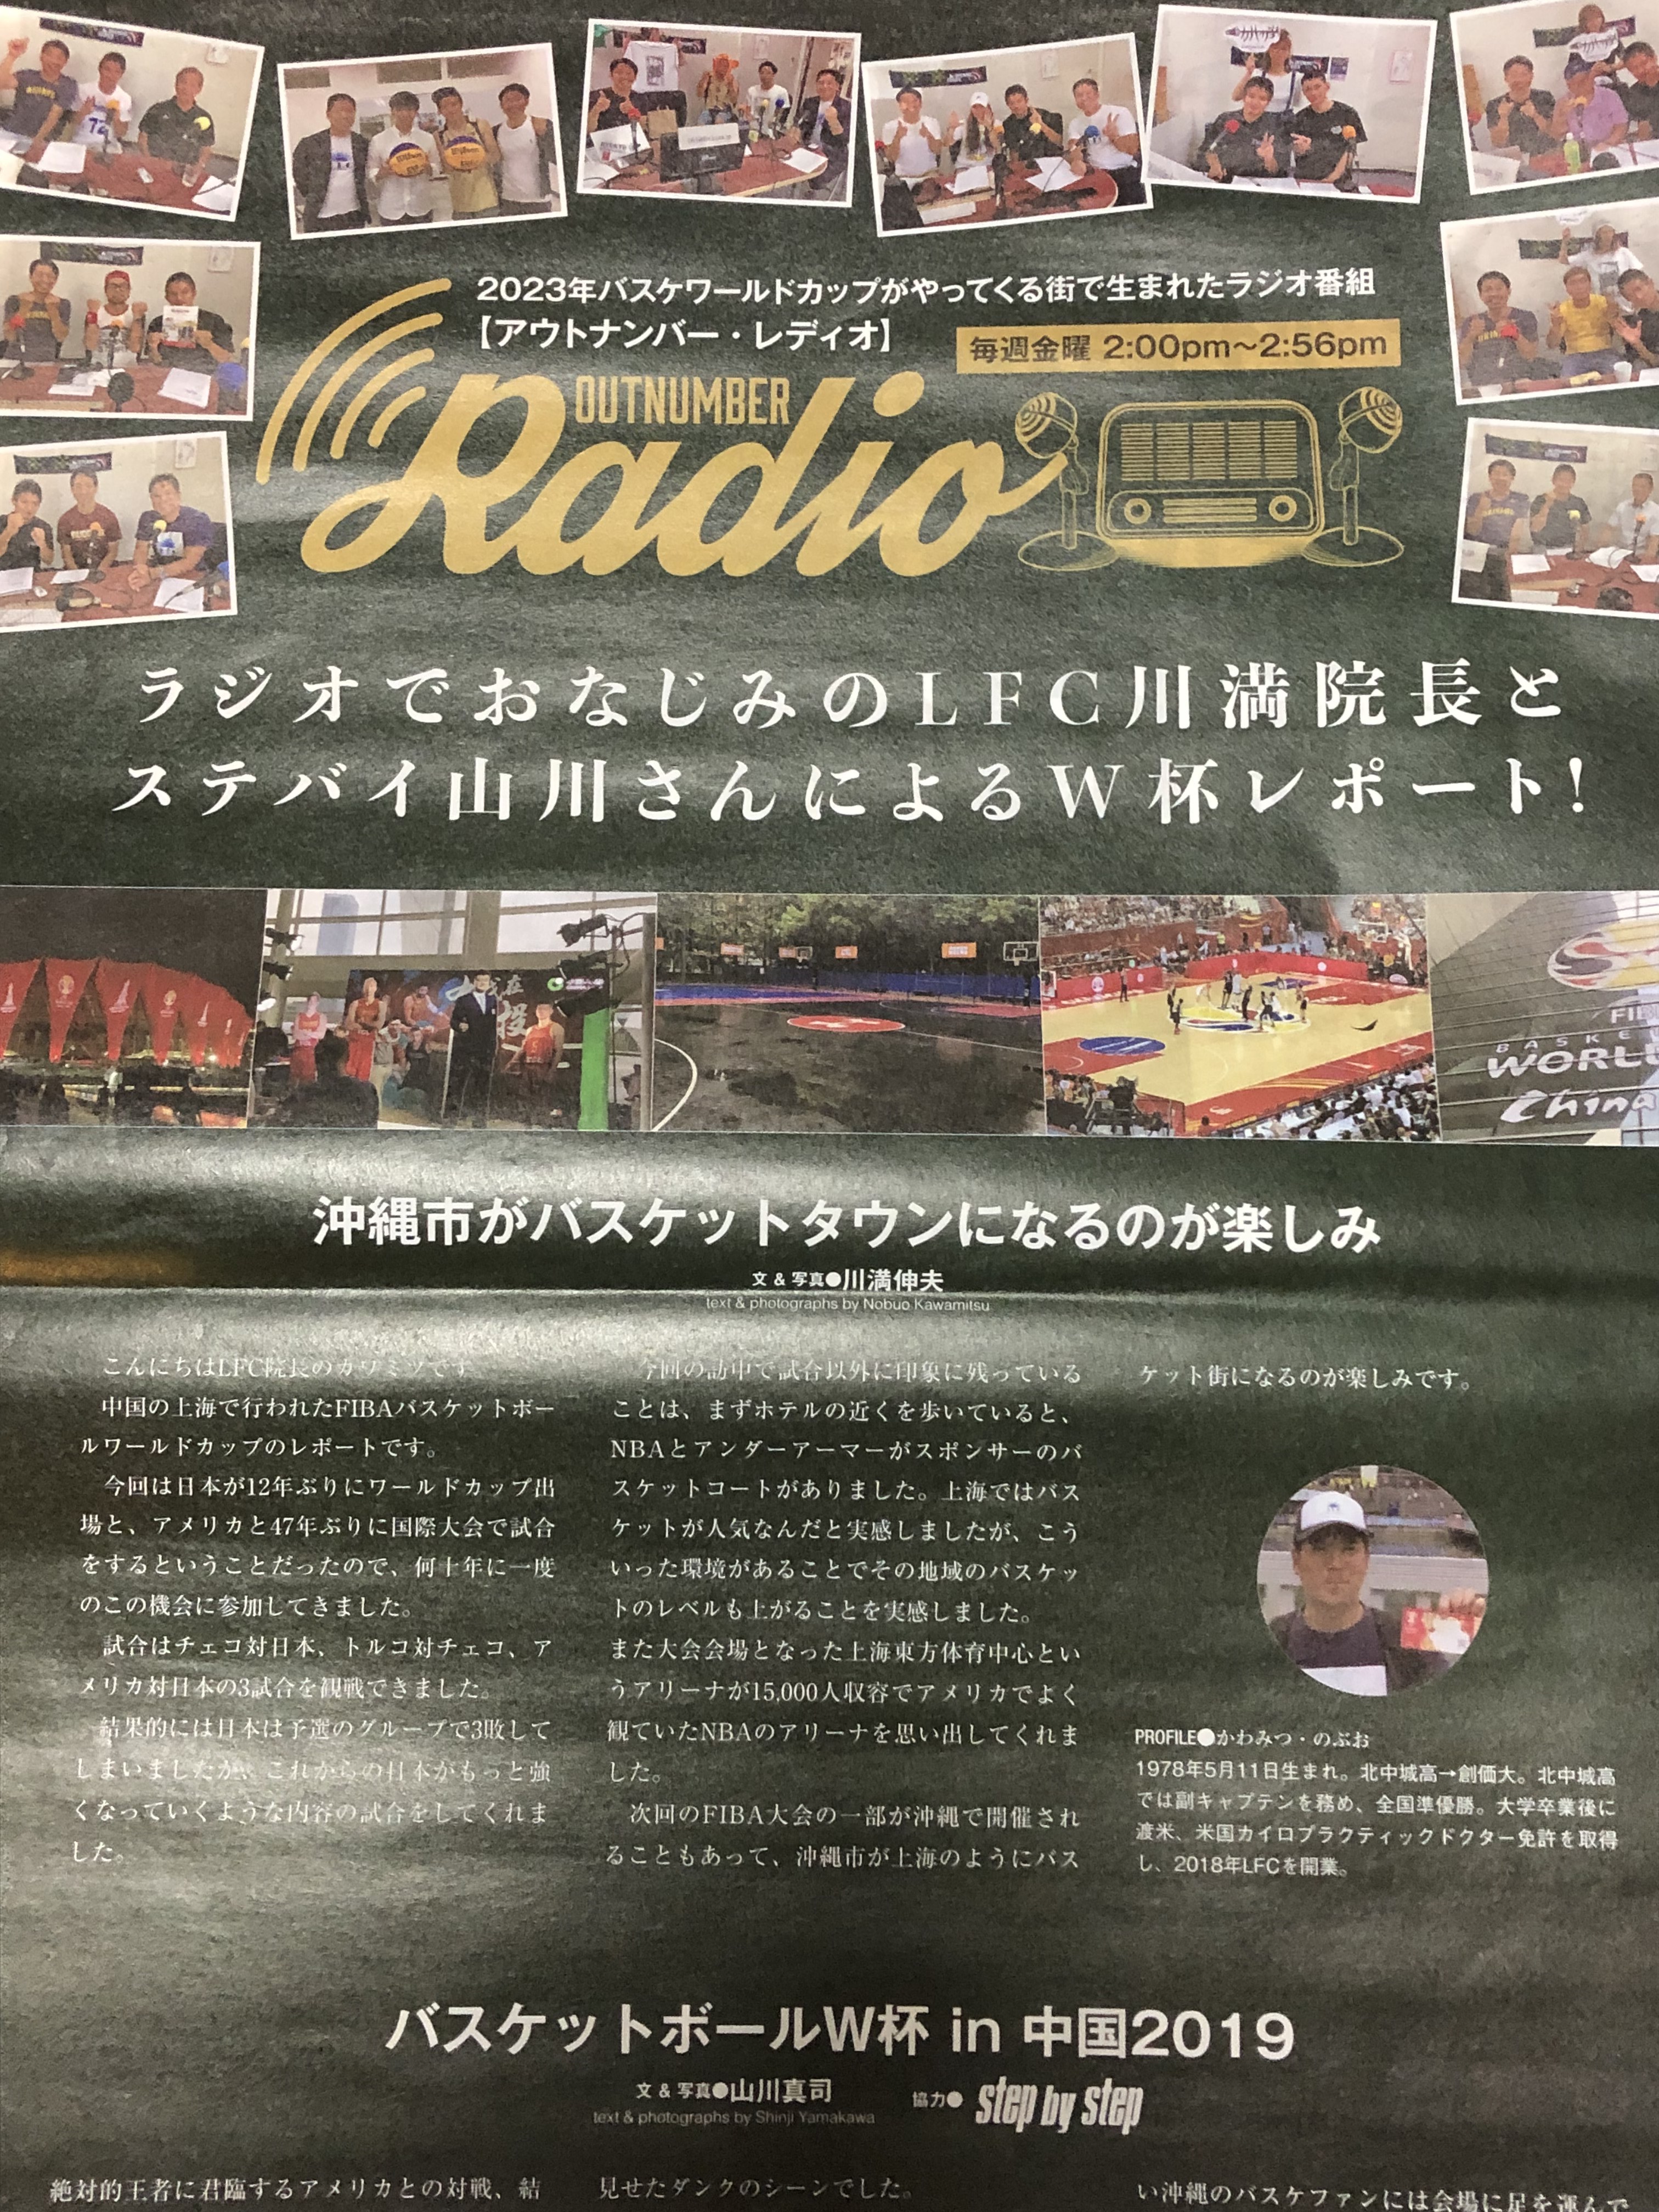 2023年バスケワールドカップがやってくる街で生まれたラジオ番組
【アウトナンバー・レディオ】
毎週金曜 2:00pm〜2:56pm
OUTNUMBER
Radio
ラジオでおなじみのLFC川満院長と
ステバイ山川さんによるW杯レポート!
FIB
BASKE
WORL
China
沖縄市がバスケットタウンになるのが楽しみ
文 & 写真●川満伸夫
text & photographs by Nobuo Kawamitsu
こんにちはLFC院長のカワミツです
中国の上海で行われたFIBAバスケットボー
ルワールドカップのレポートです。
今回は日本が12年ぶりにワールドカップ出
場と、アメリカと47年ぶりに国際大会で試合
をするということだったので、何十年に一度
のこの機会に参加してきました。
試合はチェコ対日本、トルコ対チェコ、ア
メリカ対日本の3試合を観戦できました。
結果的には日本は予選のグループで3敗して
しまいましたが、これからの日本がもっと強
くなっていくような内容の試合をしてくれま
した。
今回の訪中で試合以外に印象に残っている
ことは、まずホテルの近くを歩いていると、
NBAとアンダーアーマーがスポンサーのバ
スケットコートがありました。上海ではバス
ケットが人気なんだと実感しましたが、こう
いった環境があることでその地域のバスケッ
トのレベルも上がることを実感しました。
また大会会場となった上海東方体育中心とい
うアリーナが15,000人収容でアメリカでよく
観ていたNBAのアリーナを思い出してくれま
した。
次回のFIBA大会の一部が沖縄で開催され
ることもあって、沖縄市が上海のようにバス
ケット街になるのが楽しみです。
PROFILE●かわみつ・のぶお
1978年5月11日生まれ。北中城高→創価大。北中城高
では副キャプテンを務め、全国準優勝。大学卒業後に
渡米、米国カイロプラクティックドクター免許を取得
し、2018年LFCを開業。
バスケットボールW杯 in 中国2019
文 & 写真●山川真司
text & photographs by Shinji Yamakawa
協力● step by step
絶対的王者に君臨するアメリカとの対戦、結
見せたダンクのシーンでした。
い沖縄のバスケファンには会場に足を運んで